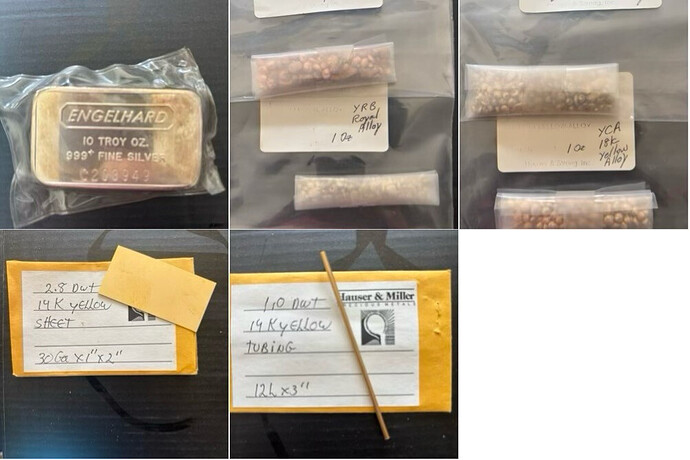 ENGELHARD
10 TROY OZ.
999+ FINE SILVER
C203949
YRB
Royal
Alloy
1 Oz
YCA
18K
Yellow
Alloy
1 Oz
2.8 DWT
14K YELLOW
SHEET
30Ga x 1" x 2"
Hauser & Miller
PRECIOUS METALS
1.0 DWT
14K YELLOW
TUBING
12L x 3"